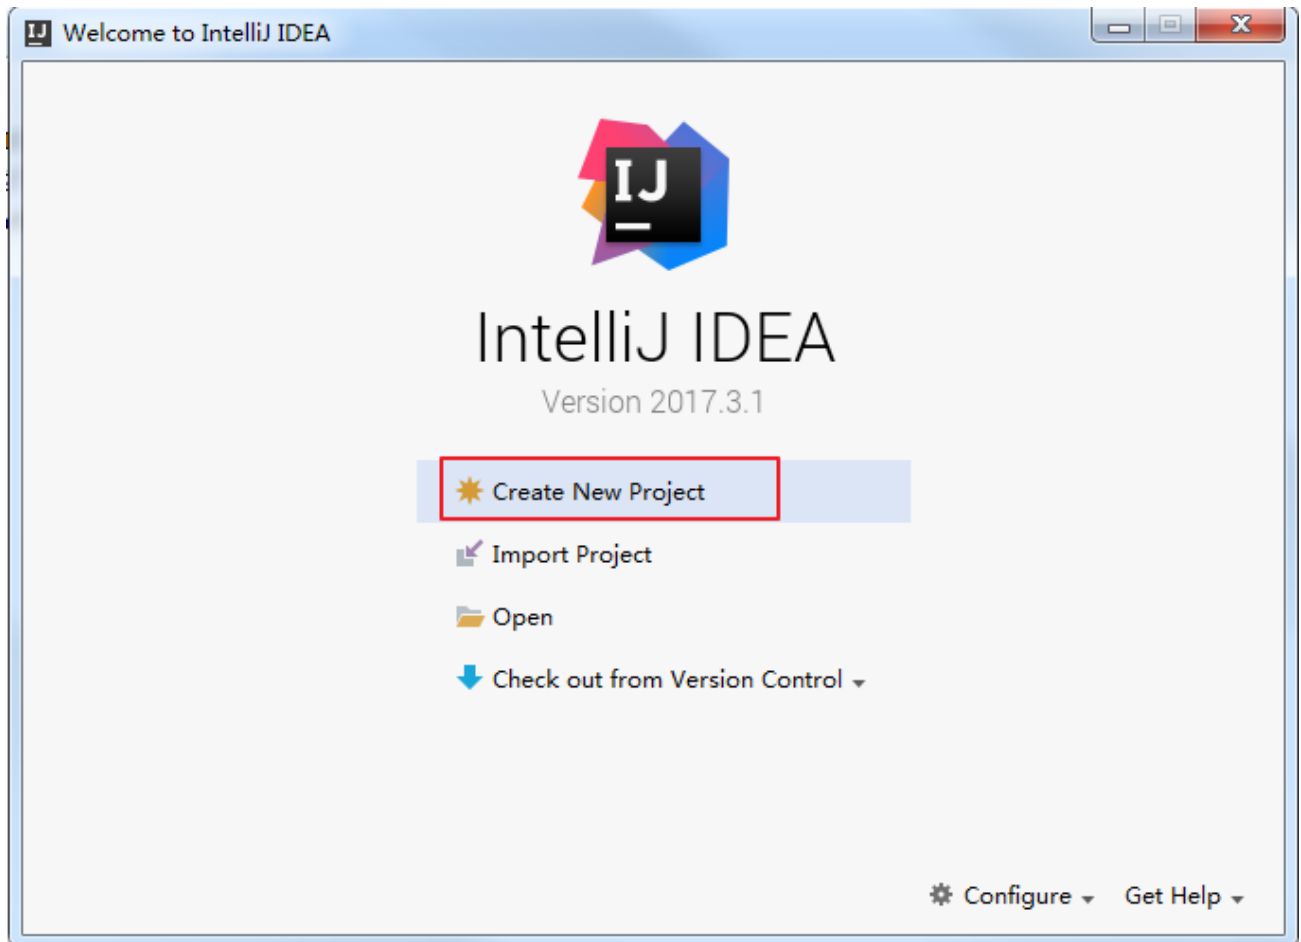 Welcome to IntelliJ IDEA
IJ
IntelliJ IDEA
Version 2017.3.1
Create New Project
Import Project
Open
Check out from Version Control
Configure
Get Help